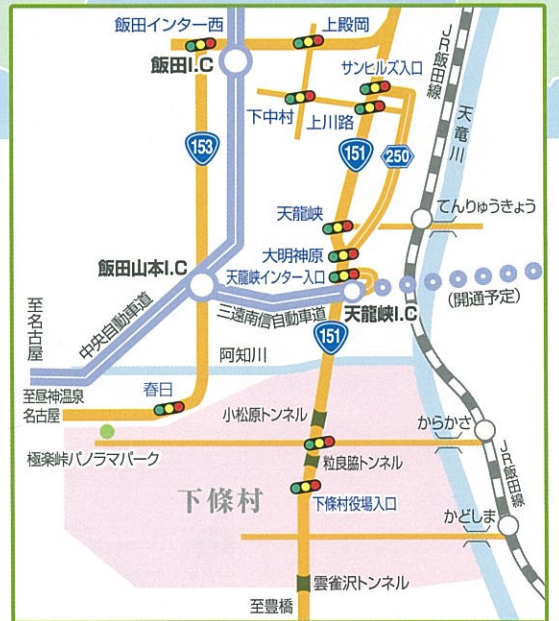 飯田インター西
上殿岡
飯田I.C
サンヒルズ入口
JR飯田線
天竜川
下中村
上川路
153
151
250
天龍峡
てんりゅうきょう
大明神原
飯田山本I.C
天龍峡インター入口
(開通予定)
天龍峡I.C
三遠南信自動車道
中央自動車道
至名古屋
151
阿知川
至昼神温泉
名古屋
春日
小松原トンネル
からかさ
極楽峠パノラマパーク
粒良脇トンネル
JR飯田線
下條村
下條村役場入口
かどしま
雲雀沢トンネル
至豊橋